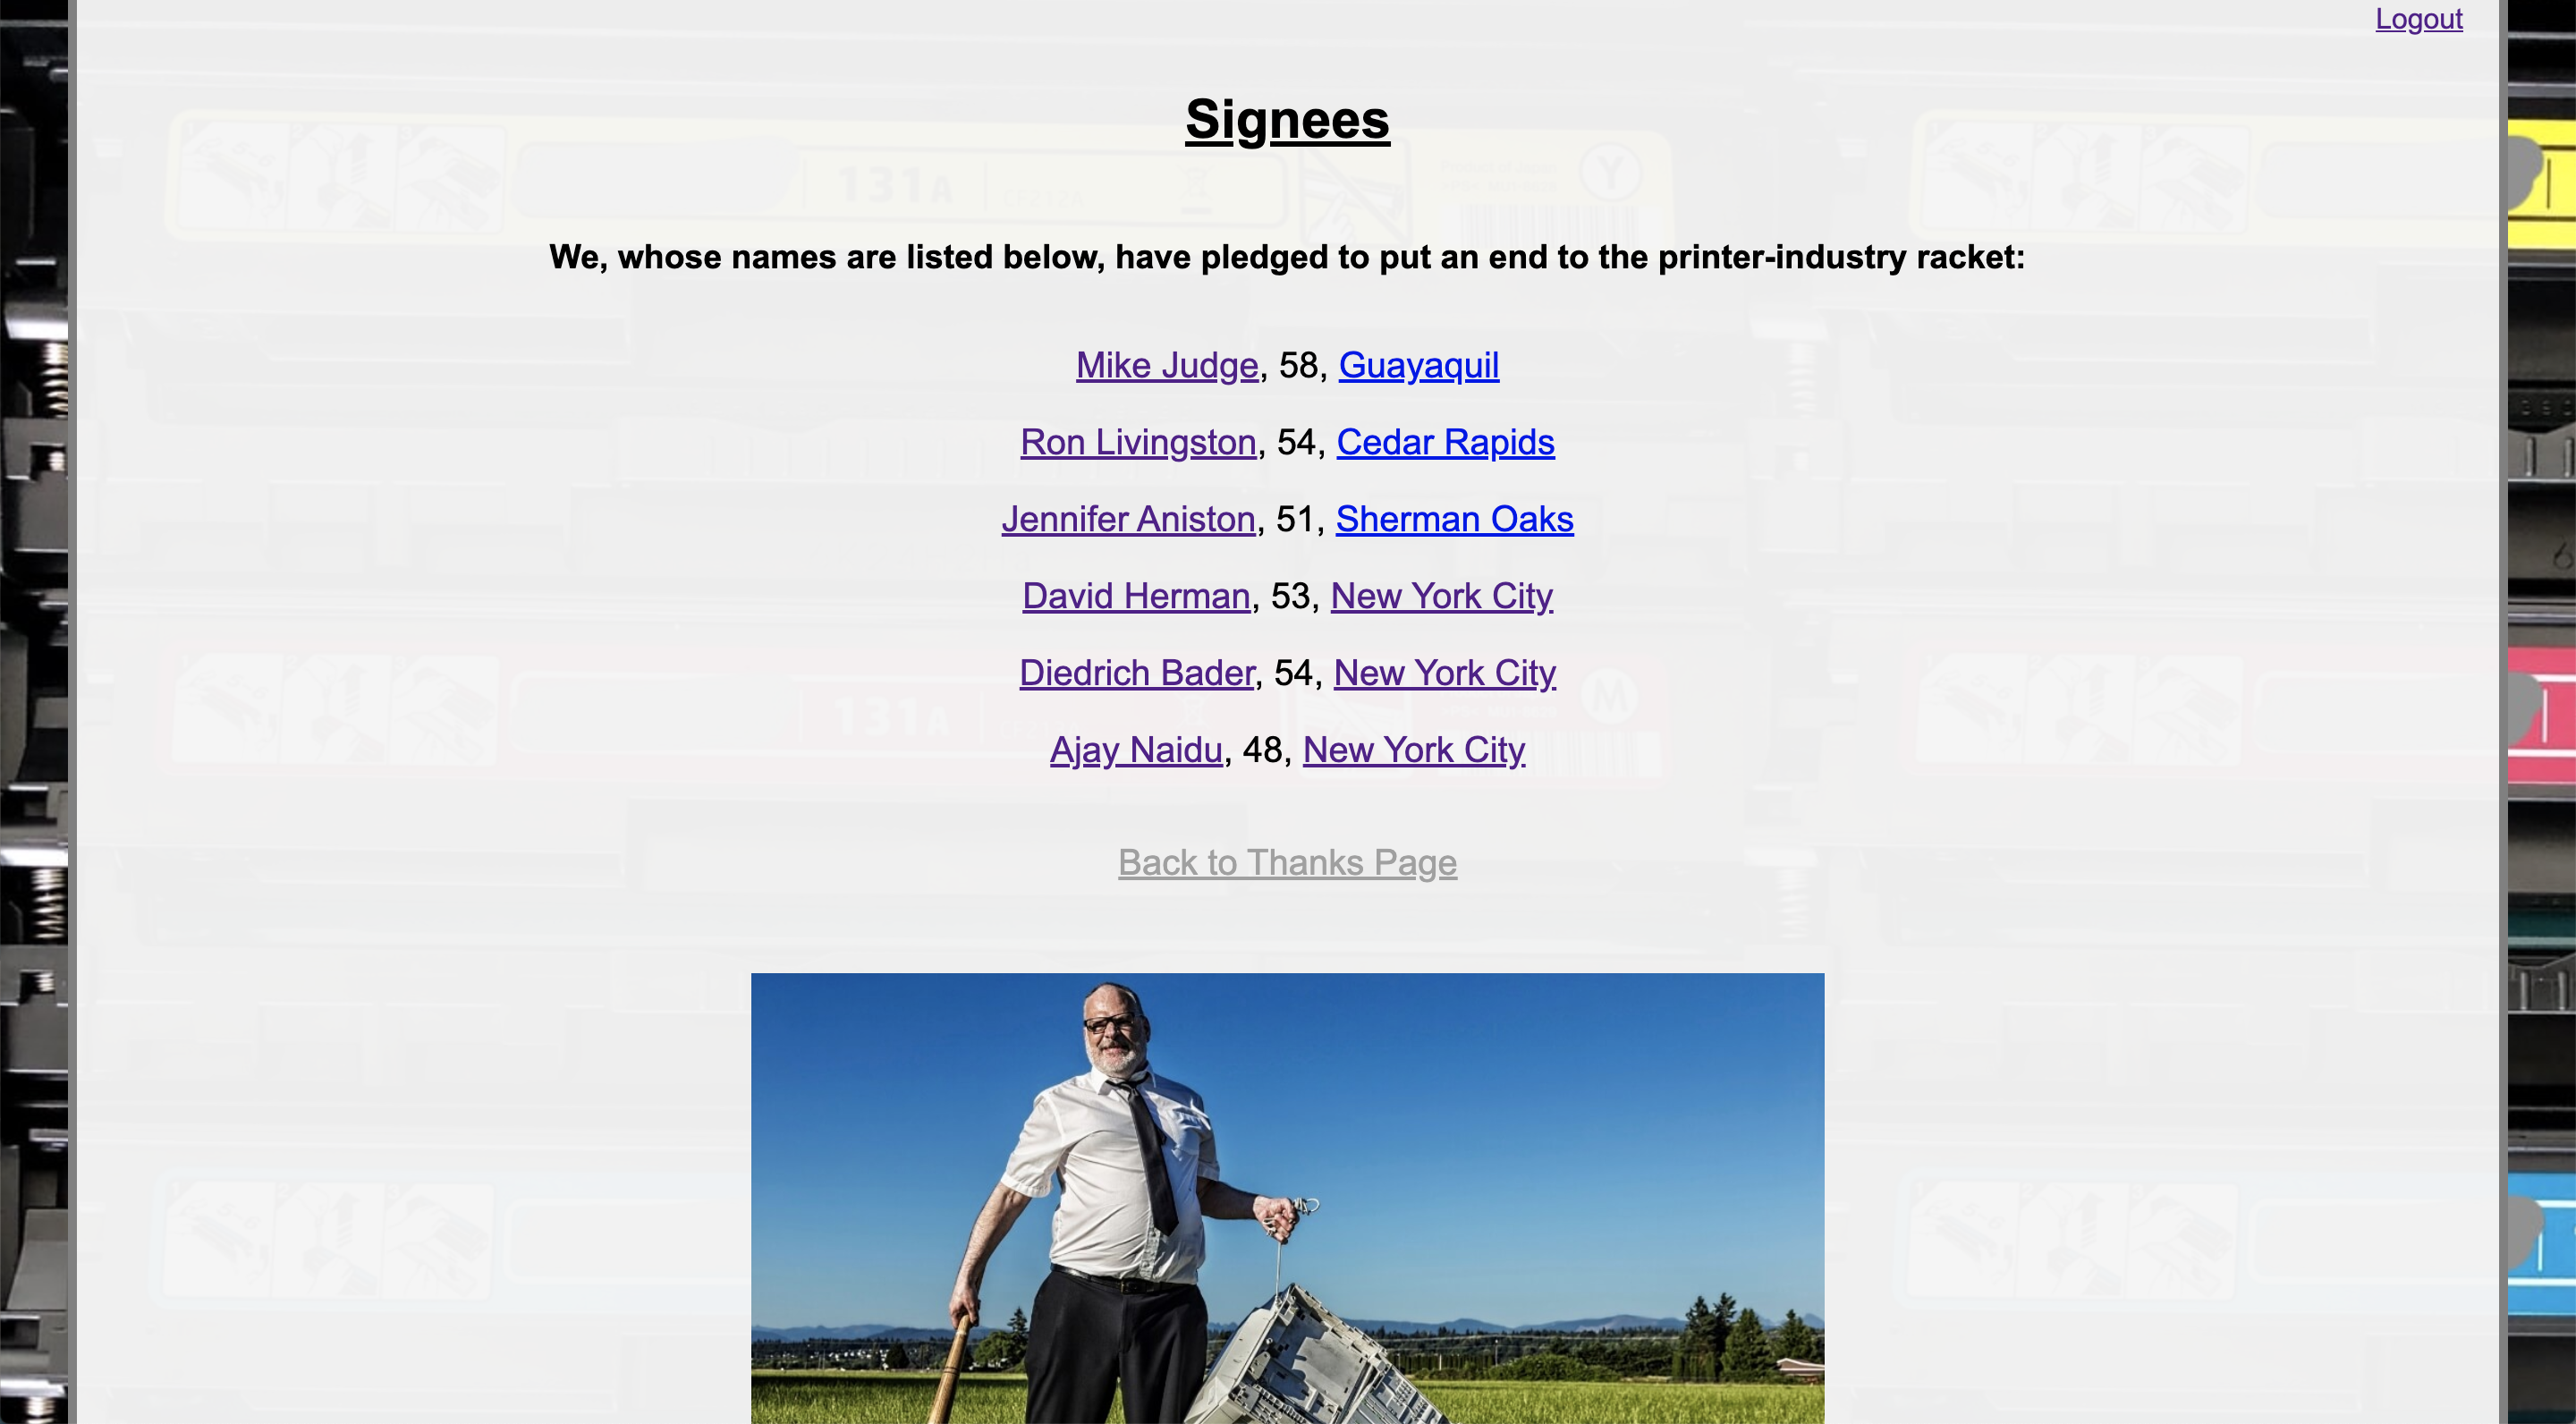 Logout
Signees
We, whose names are listed below, have pledged to put an end to the printer-industry racket:
Mike Judge, 58, Guayaquil
Ron Livingston, 54, Cedar Rapids
Jennifer Aniston, 51, Sherman Oaks
David Herman, 53, New York City
Diedrich Bader, 54, New York City
Ajay Naidu, 48, New York City
Back to Thanks Page
131A
Y
131A
M